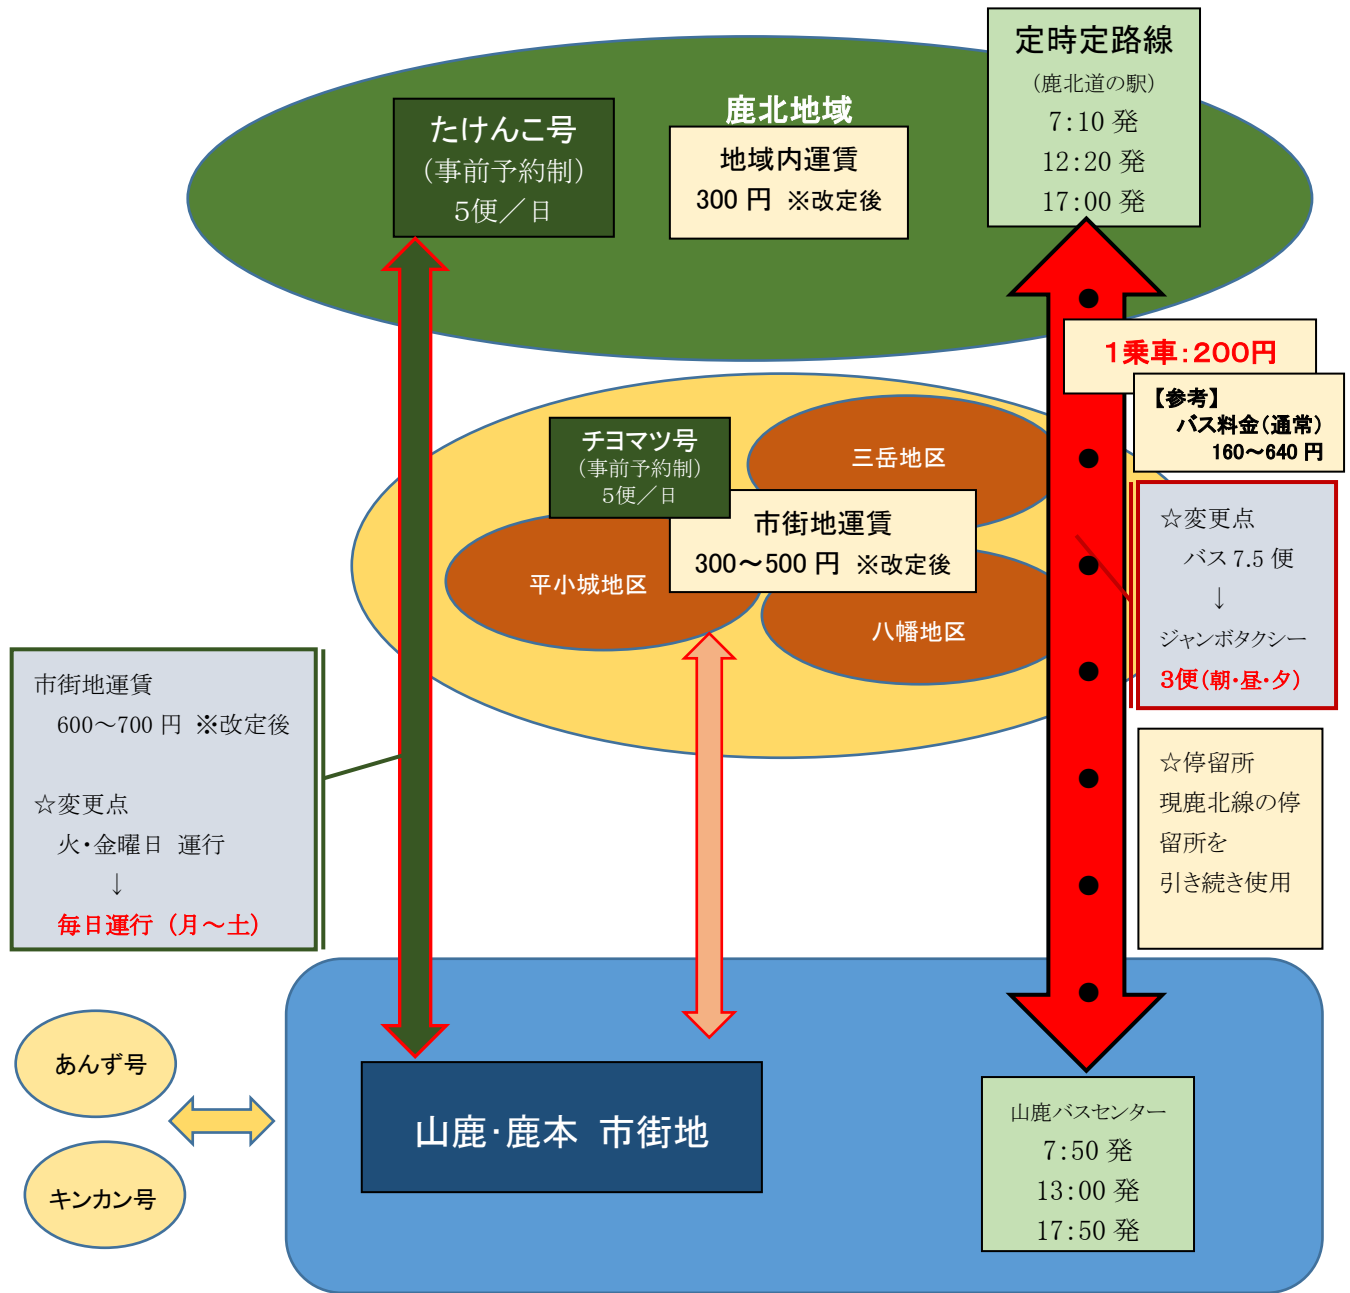 定時定路線
(鹿北道の駅)
7:10 発
12:20 発
17:00 発
鹿北地域
たけんこ号
(事前予約制)
5便／日
地域内運賃
300 円 ※改定後
1乗車:200円
【参考】
バス料金(通常)
160～640 円
チヨマツ号
(事前予約制)
5便／日
三岳地区
市街地運賃
300～500 円 ※改定後
平小城地区
八幡地区
☆変更点
バス 7.5 便
↓
ジャンボタクシー
3便(朝・昼・夕)
市街地運賃
600～700 円 ※改定後
☆変更点
火・金曜日 運行
↓
毎日運行 (月～土)
☆停留所
現鹿北線の停
留所を
引き続き使用
あんず号
キンカン号
山鹿・鹿本 市街地
山鹿バスセンター
7:50 発
13:00 発
17:50 発